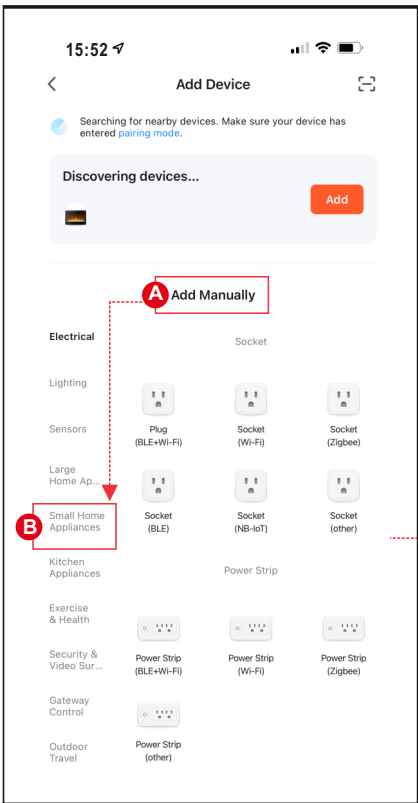 15:52
Add Device
Searching for nearby devices. Make sure your device has
entered pairing mode.
Discovering devices...
Add
A
Add Manually
Electrical
Socket
Lighting
Sensors
Plug
(BLE+Wi-Fi)
Socket
(Wi-Fi)
Socket
(Zigbee)
Large
Home Ap...
B
Small Home
Appliances
Socket
(BLE)
Socket
(NB-IoT)
Socket
(other)
Kitchen
Appliances
Power Strip
Exercise
& Health
Security &
Video Sur...
Power Strip
(BLE+Wi-Fi)
Power Strip
(Wi-Fi)
Power Strip
(Zigbee)
Gateway
Control
Outdoor
Travel
Power Strip
(other)